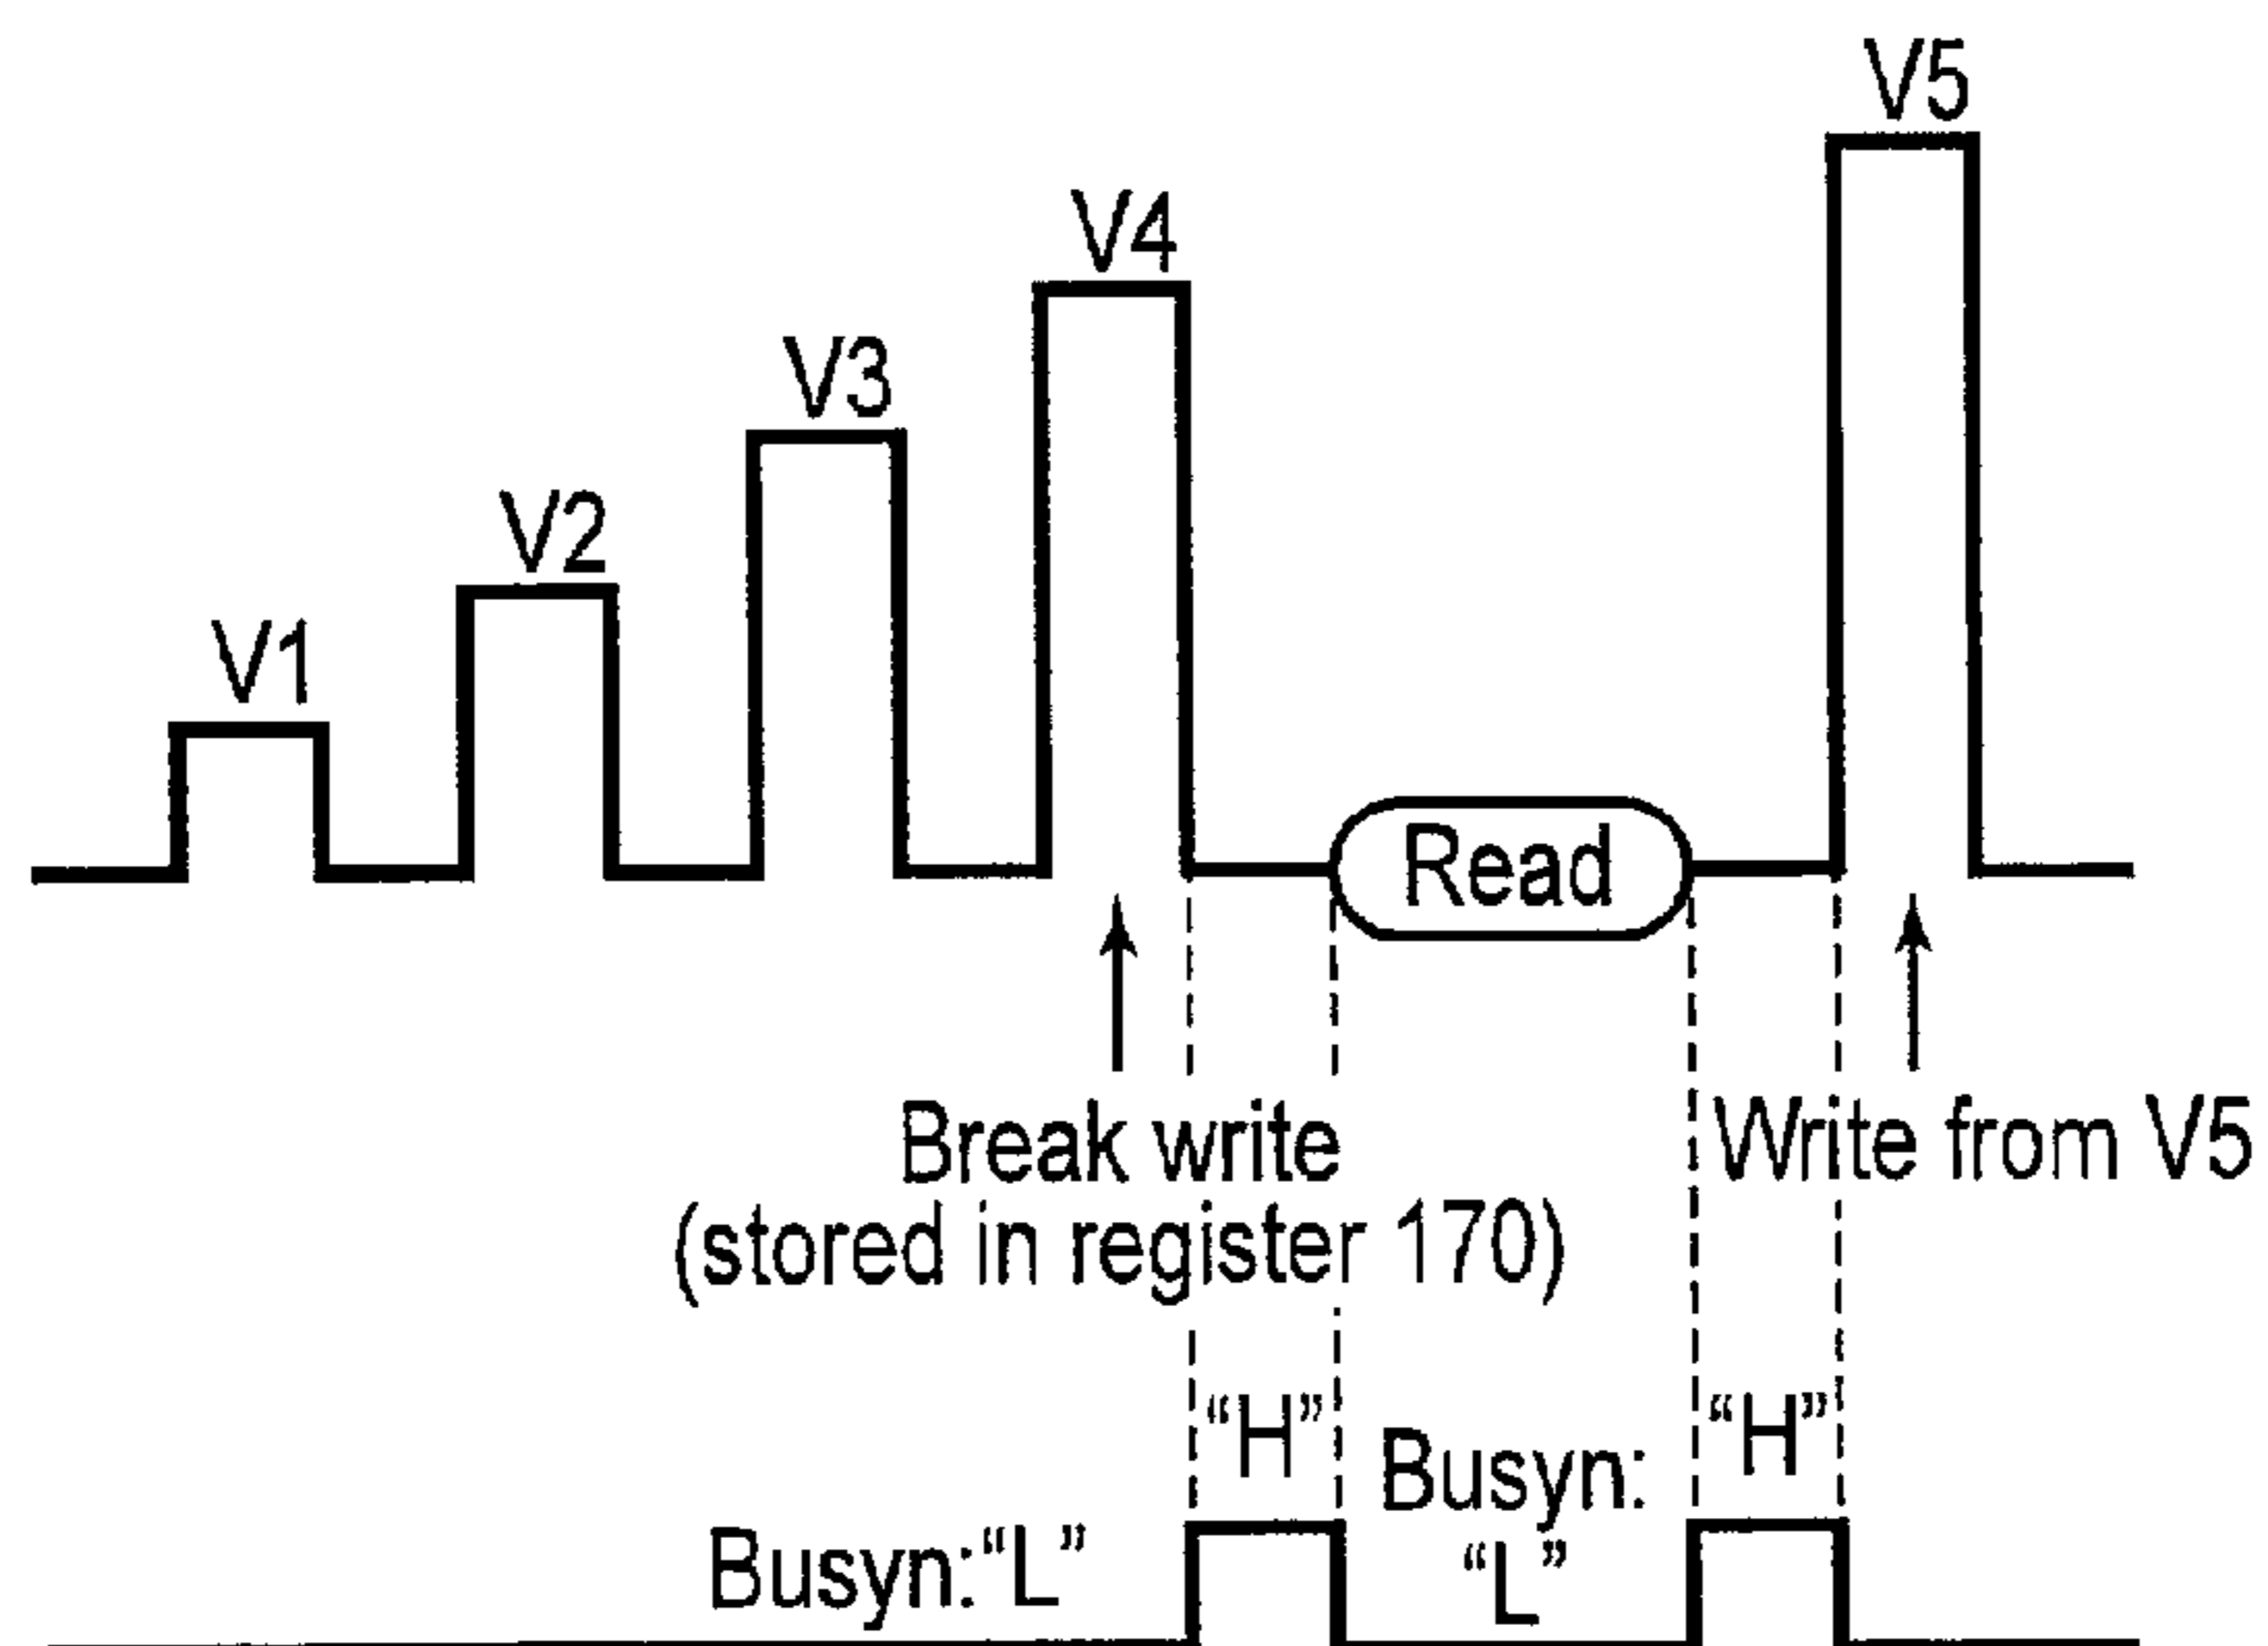 V5
V4
V3
V2
V1
Read
Break write
(stored in register 170)
Write from V5
“H”
“H”
Busyn:
“L”
Busyn:“L”